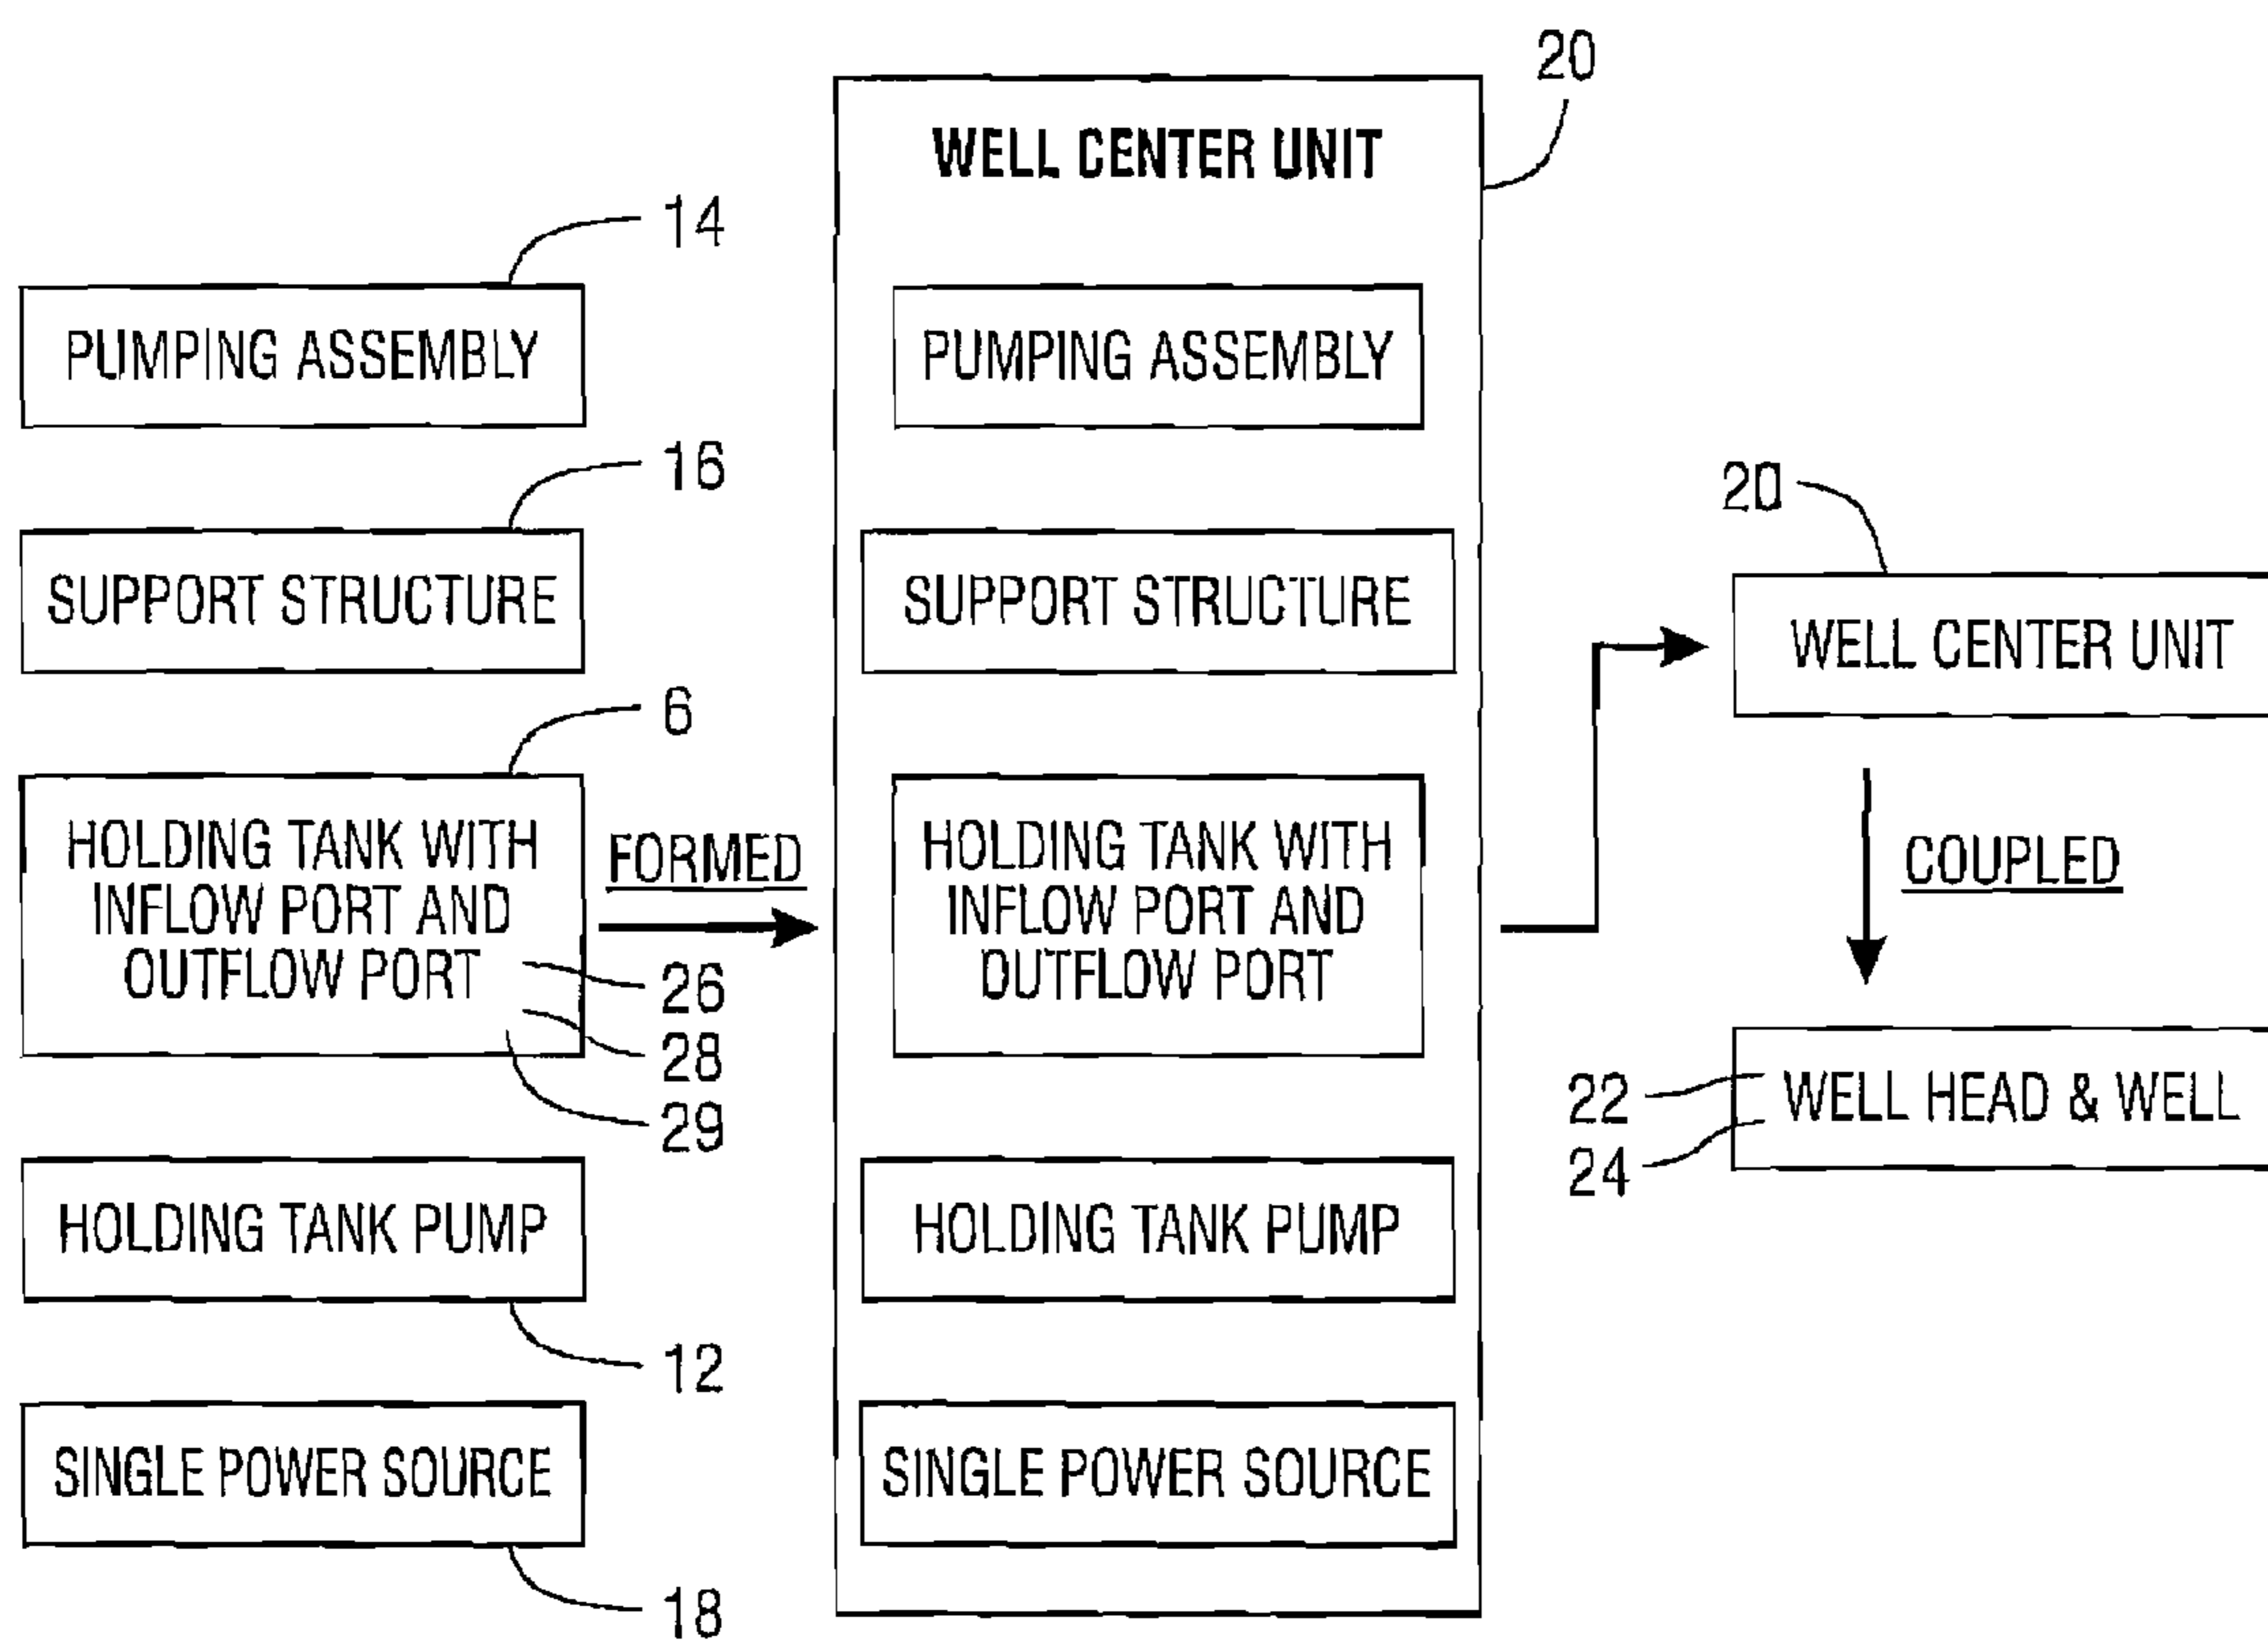 14
PUMPING ASSEMBLY
16
SUPPORT STRUCTURE
6
HOLDING TANK WITH
INFLOW PORT AND
OUTFLOW PORT
26
28
29
HOLDING TANK PUMP
12
SINGLE POWER SOURCE
18
FORMED
20
WELL CENTER UNIT
PUMPING ASSEMBLY
SUPPORT STRUCTURE
HOLDING TANK WITH
INFLOW PORT AND
OUTFLOW PORT
HOLDING TANK PUMP
SINGLE POWER SOURCE
20
WELL CENTER UNIT
COUPLED
22
24
WELL HEAD & WELL